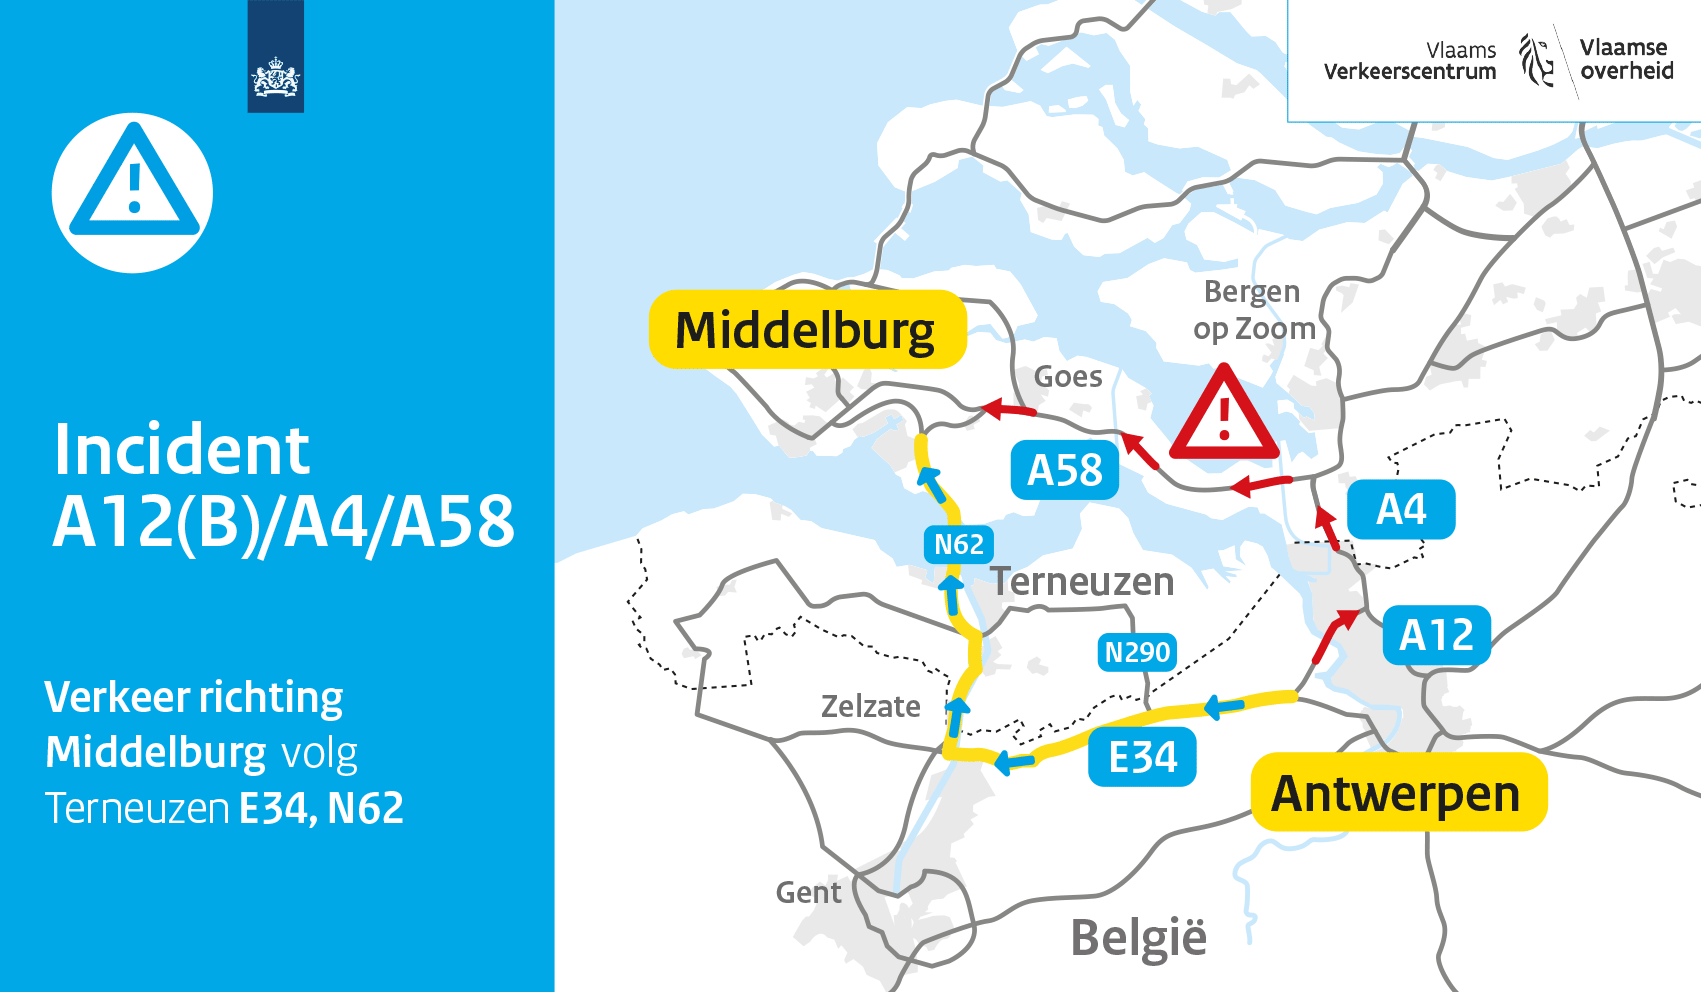 Incident
A12(B)/A4/A58
Verkeer richting
Middelburg volg
Terneuzen E34, N62
Vlaams
Verkeerscentrum
Vlaamse
overheid
Bergen
op Zoom
Middelburg
Goes
A58
A4
N62
Terneuzen
A12
N290
Zelzate
E34
Antwerpen
Gent
België